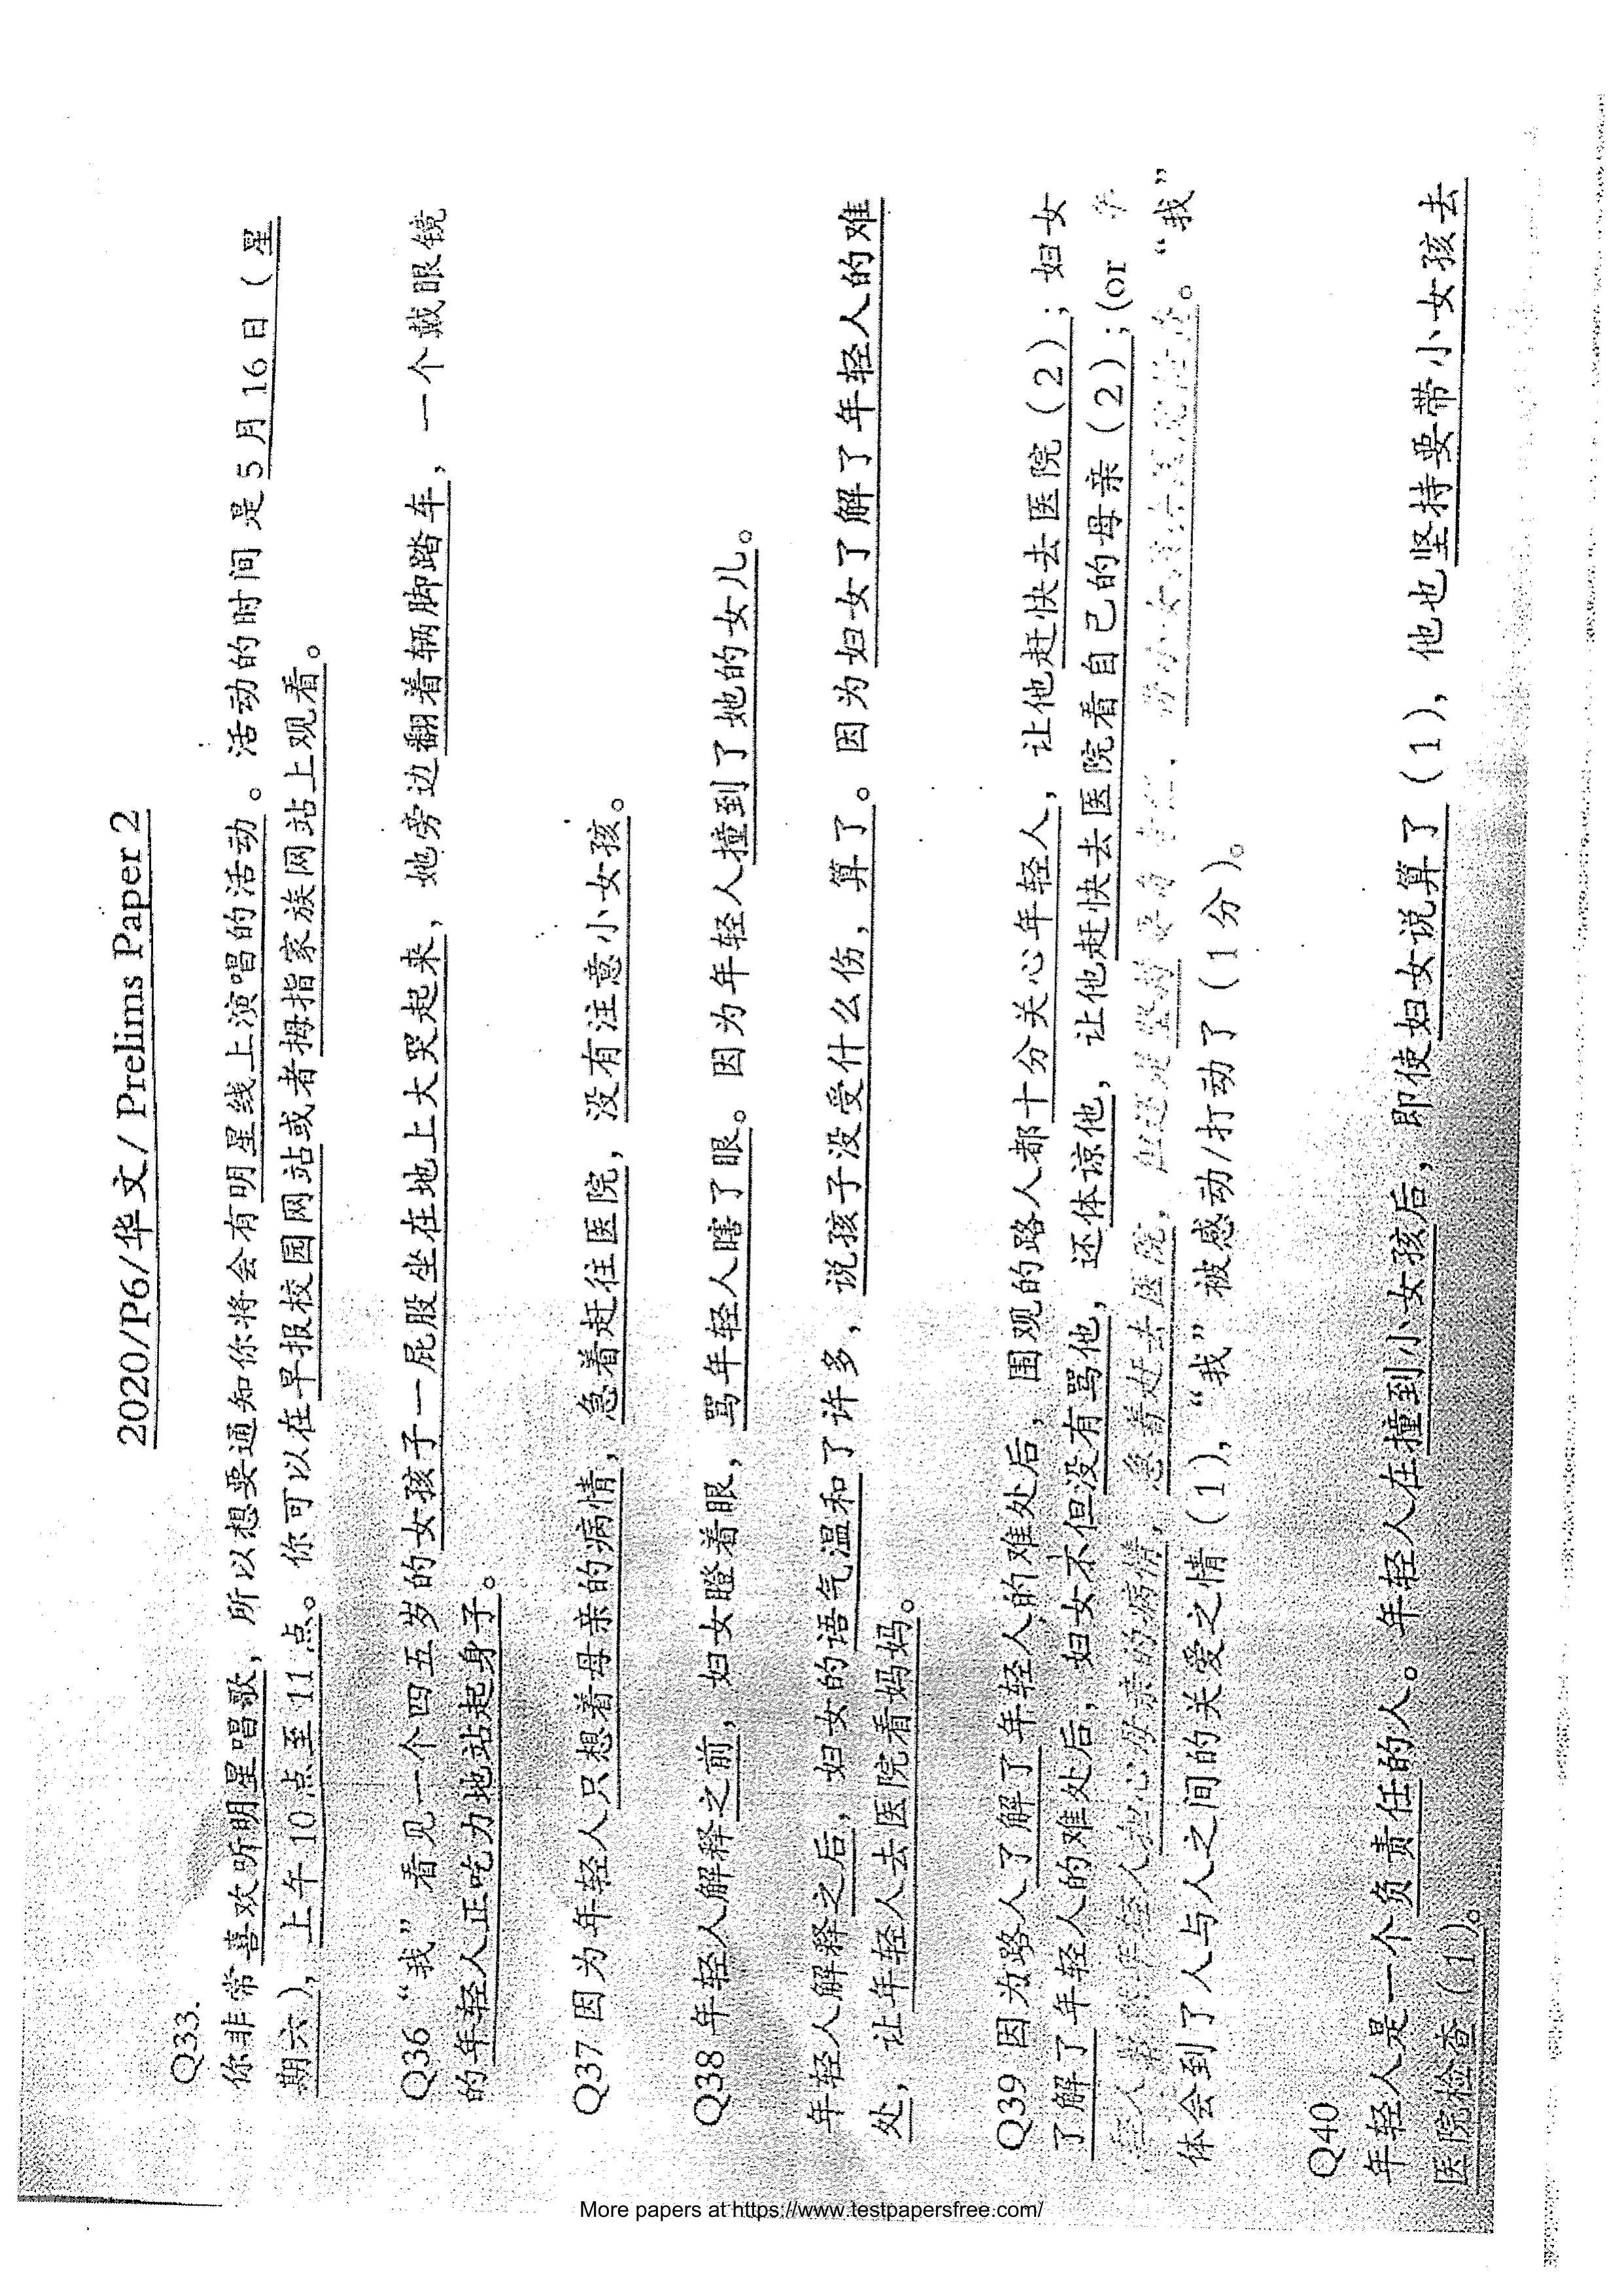 2020/P6/华文/ Prelims Paper 2
Q33.
你非常喜欢听明星唱歌，所以想要通知你将会有明星线上演唱的活动。活动的时间是5月16日（星
期六），上午10点至11点。你可以在早报校园网站或者拇指家族网站上观看。
Q36 “我”看见一个四五岁的女孩子一屁股坐在地上大哭起来，她旁边翻着辆脚踏车，一个戴眼镜
的年轻人正吃力地站起身子。
Q37 因为年轻人只想着母亲的病情，急着赶往医院，没有注意小女孩。
Q38 年轻人解释之前，妇女瞪着眼，骂年轻人瞎了眼。因为年轻人撞到了她的女儿。
年轻人解释之后，妇女的语气温和了许多，说孩子没受什么伤，算了。因为妇女了解了年轻人的难
处，让年轻人去医院看妈妈。
Q39 因为路人了解了年轻人的难处后，围观的路人都十分关心年轻人，让他赶快去医院（2）；妇女
了解了年轻人的难处后，妇女不但没有骂他，还体谅他，让他赶快去医院看自己的母亲（2）；(or
担心母亲的病情，急着赶去医院，
。“我”
体会到了人与人之间的关爱之情（1），“我”被感动/打动了（1分）。
Q40
年轻人是一个负责任的人。年轻人在撞到小女孩后，即使妇女说算了（1），他也坚持要带小女孩去
医院检查（1）。
More papers at https://www.testpapersfree.com/